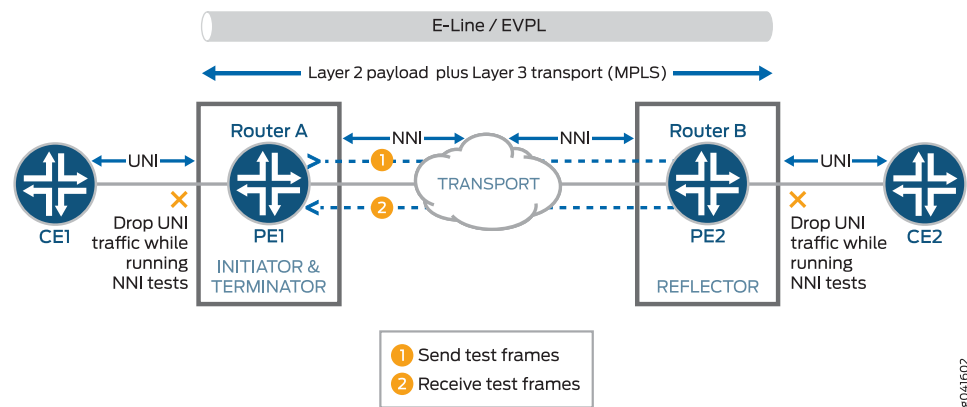 E-Line / EVPL
Layer 2 payload plus Layer 3 transport (MPLS)
Router A
NNI
NNI
Router B
UNI
UNI
1
TRANSPORT
2
CE1
Drop UNI
traffic while
running
NNI tests
PE1
INITIATOR &
TERMINATOR
PE2
REFLECTOR
Drop UNI
traffic while
running
NNI tests
CE2
1 Send test frames
2 Receive test frames
g041602